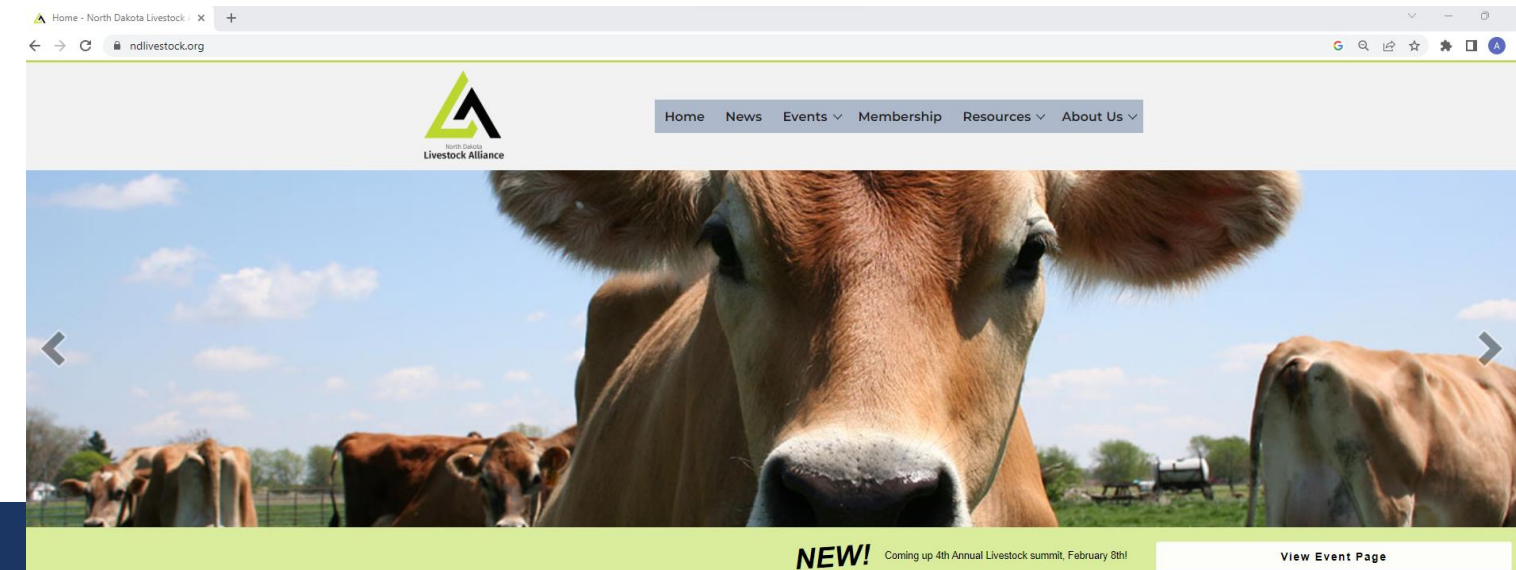 Home - North Dakota Livestock
ndlivestock.org
G
A
North Dakota
Livestock Alliance
Home News Events Membership Resources About Us
NEW! Coming up 4th Annual Livestock summit, February 8th!
View Event Page